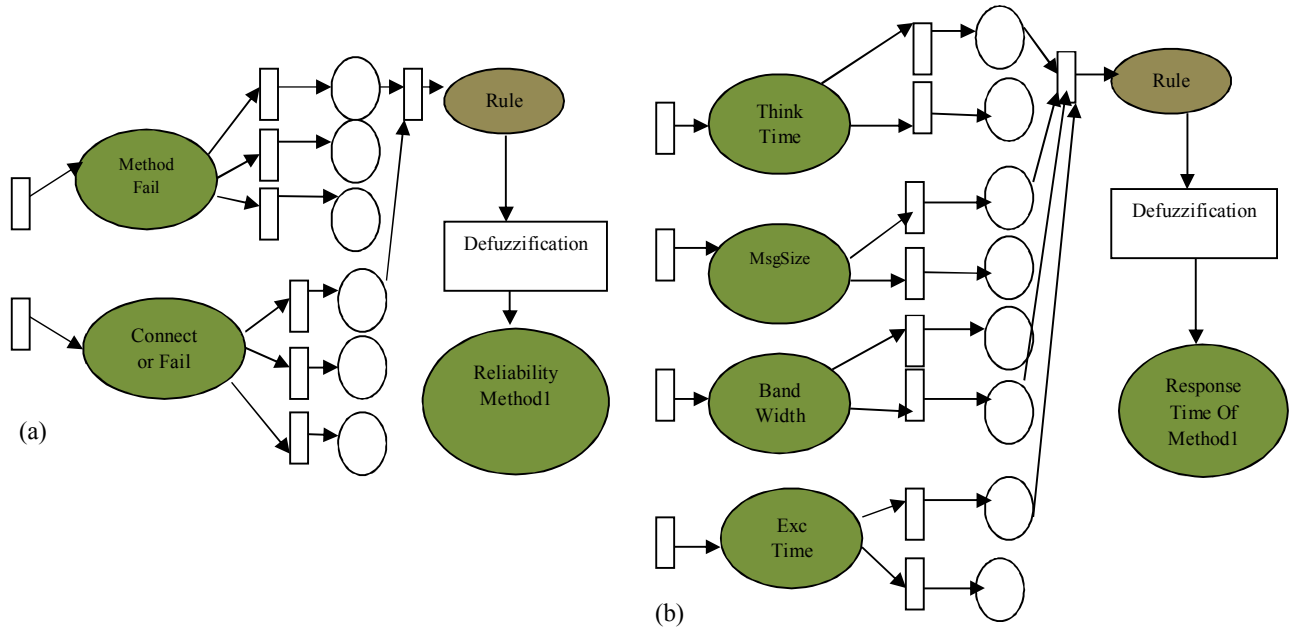 Method
Fail
Rule
Defuzzification
Connect
or Fail
Reliability
Method1
(a)
Think
Time
Rule
MsgSize
Defuzzification
Band
Width
Response
Time Of
Method1
Exc
Time
(b)